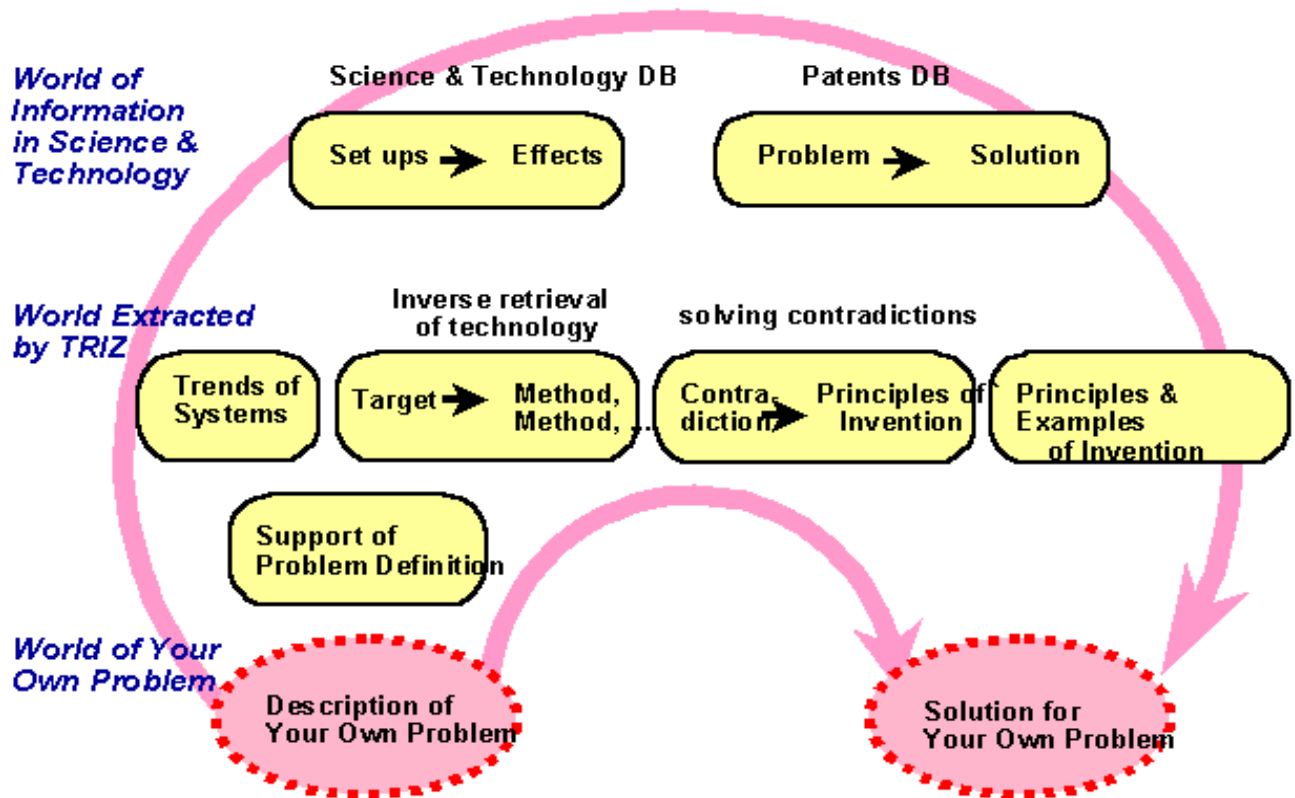 World of
Information
in Science &
Technology
Science & Technology DB
Patents DB
Set ups Effects
Problem Solution
World Extracted
by TRIZ
Inverse retrieval
of technology
solving contradictions
Trends of
Systems
Target Method,
Method, ...
Contra-
diction,
Principles of
Invention
Principles &
Examples
of Invention
Support of
Problem Definition
World of Your
Own Problem
Description of
Your Own Problem
Solution for
Your Own Problem